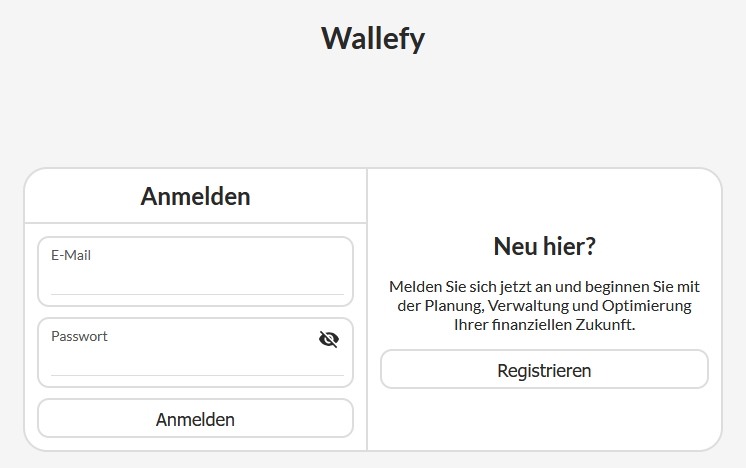 Wallefy
Anmelden
E-Mail
Passwort
Anmelden
Neu hier?
Melden Sie sich jetzt an und beginnen Sie mit
der Planung, Verwaltung und Optimierung
Ihrer finanziellen Zukunft.
Registrieren